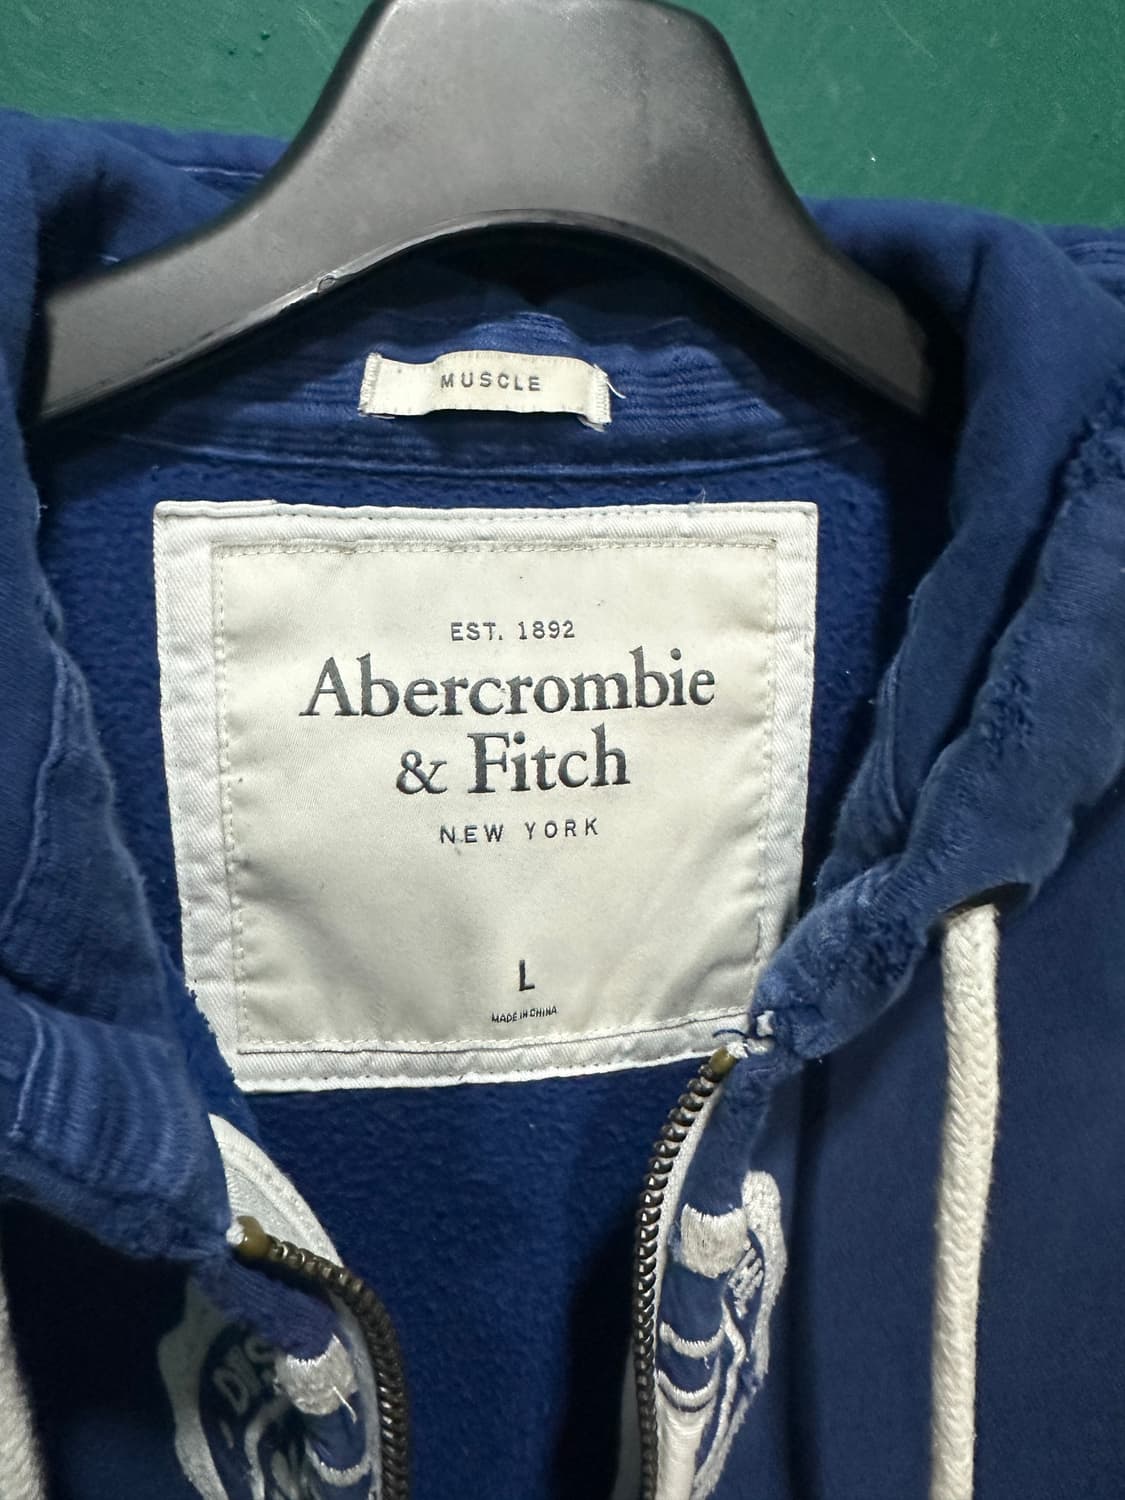 MUSCLE
EST. 1892
Abercrombie
& Fitch
NEW YORK
L
MADE IN CHINA